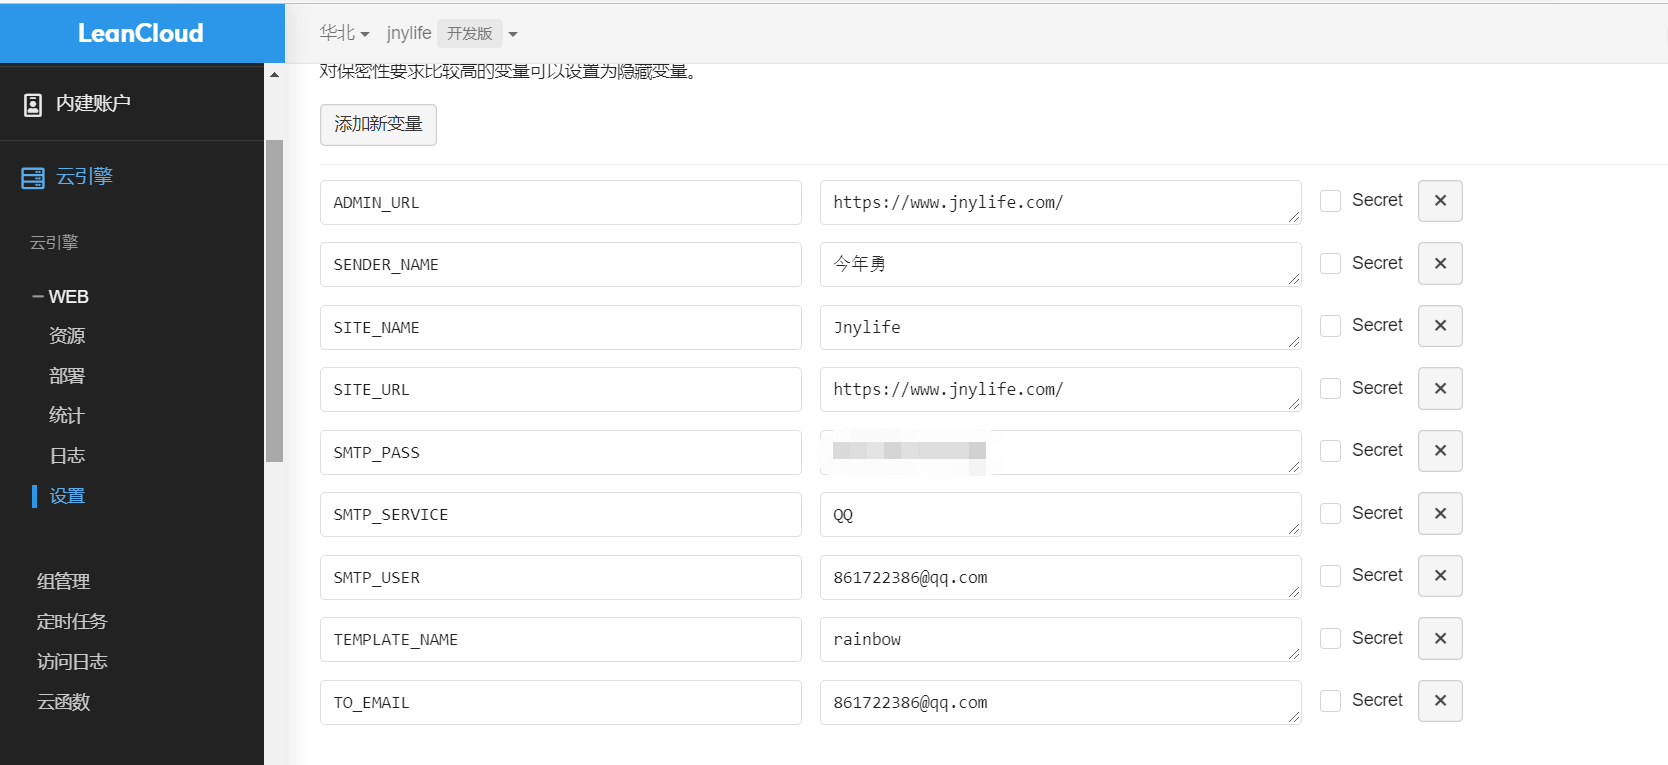 LeanCloud
华北
jnylife 开发版
对保密性要求比较高的变量可以设置为隐藏变量。
内建账户
添加新变量
云引擎
云引擎
WEB
资源
部署
统计
日志
设置
组管理
定时任务
访问日志
云函数
ADMIN_URL https://www.jnylife.com/ Secret ×
SENDER_NAME 今年勇 Secret ×
SITE_NAME Jnylife Secret ×
SITE_URL https://www.jnylife.com/ Secret ×
SMTP_PASS Secret ×
SMTP_SERVICE QQ Secret ×
SMTP_USER 861722386@qq.com Secret ×
TEMPLATE_NAME rainbow Secret ×
TO_EMAIL 861722386@qq.com Secret ×